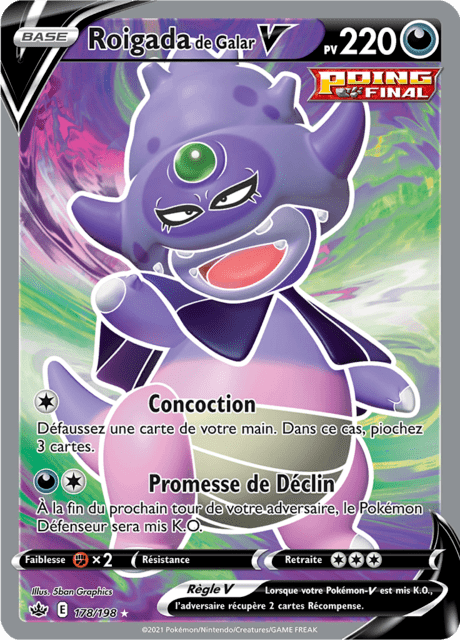 BASE
Roigada de Galar V
PV 220
POING
FINAL
Concoction
Défaussez une carte de votre main. Dans ce cas, piochez
3 cartes.
Promesse de Déclin
À la fin du prochain tour de votre adversaire, le Pokémon
Défenseur sera mis K.O.
Faiblesse ×2 Résistance Retraite
Illus. 5ban Graphics
E 178/198
Règle V
Lorsque votre Pokémon-V est mis K.O.,
l'adversaire récupère 2 cartes Récompense.
©2021 Pokémon/Nintendo/Creatures/GAME FREAK